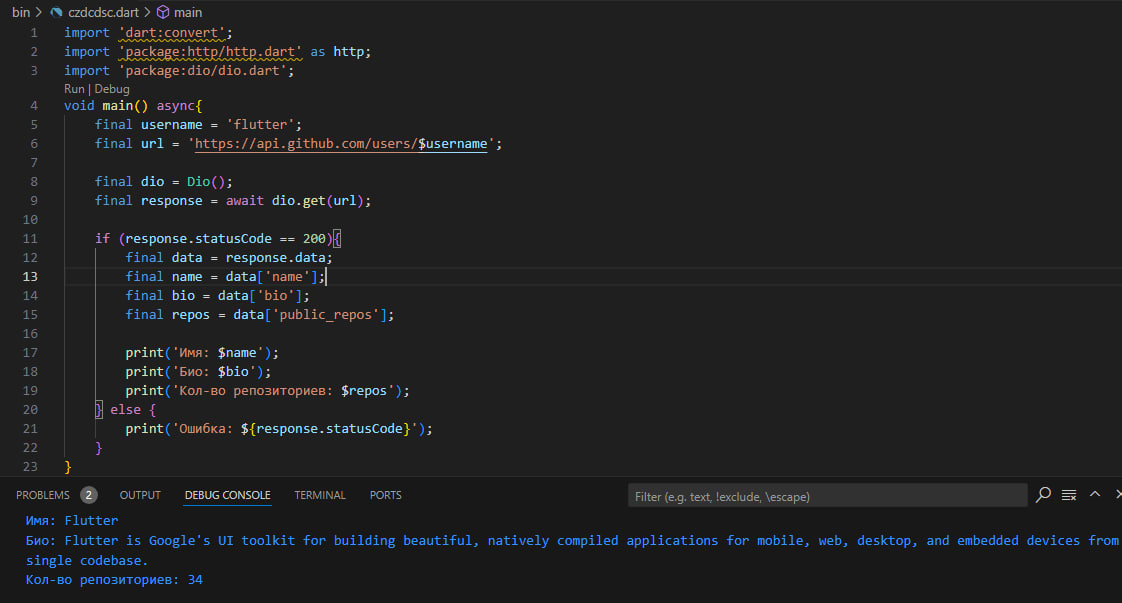 bin > czdcdsc.dart > main
1 import 'dart:convert';
2 import 'package:http/http.dart' as http;
3 import 'package:dio/dio.dart';
Run | Debug
4 void main() async{
5 final username = 'flutter';
6 final url = 'https://api.github.com/users/$username';
7
8 final dio = Dio();
9 final response = await dio.get(url);
10
11 if (response.statusCode == 200){
12 final data = response.data;
13 final name = data['name'];
14 final bio = data['bio'];
15 final repos = data['public_repos'];
16
17 print('Имя: $name');
18 print('Био: $bio');
19 print('Кол-во репозиториев: $repos');
20 } else {
21 print('Ошибка: ${response.statusCode}');
22 }
23 }
PROBLEMS 2 OUTPUT DEBUG CONSOLE TERMINAL PORTS Filter (e.g. text, !exclude, \escape)
Имя: Flutter
Био: Flutter is Google's UI toolkit for building beautiful, natively compiled applications for mobile, web, desktop, and embedded devices from
single codebase.
Кол-во репозиториев: 34